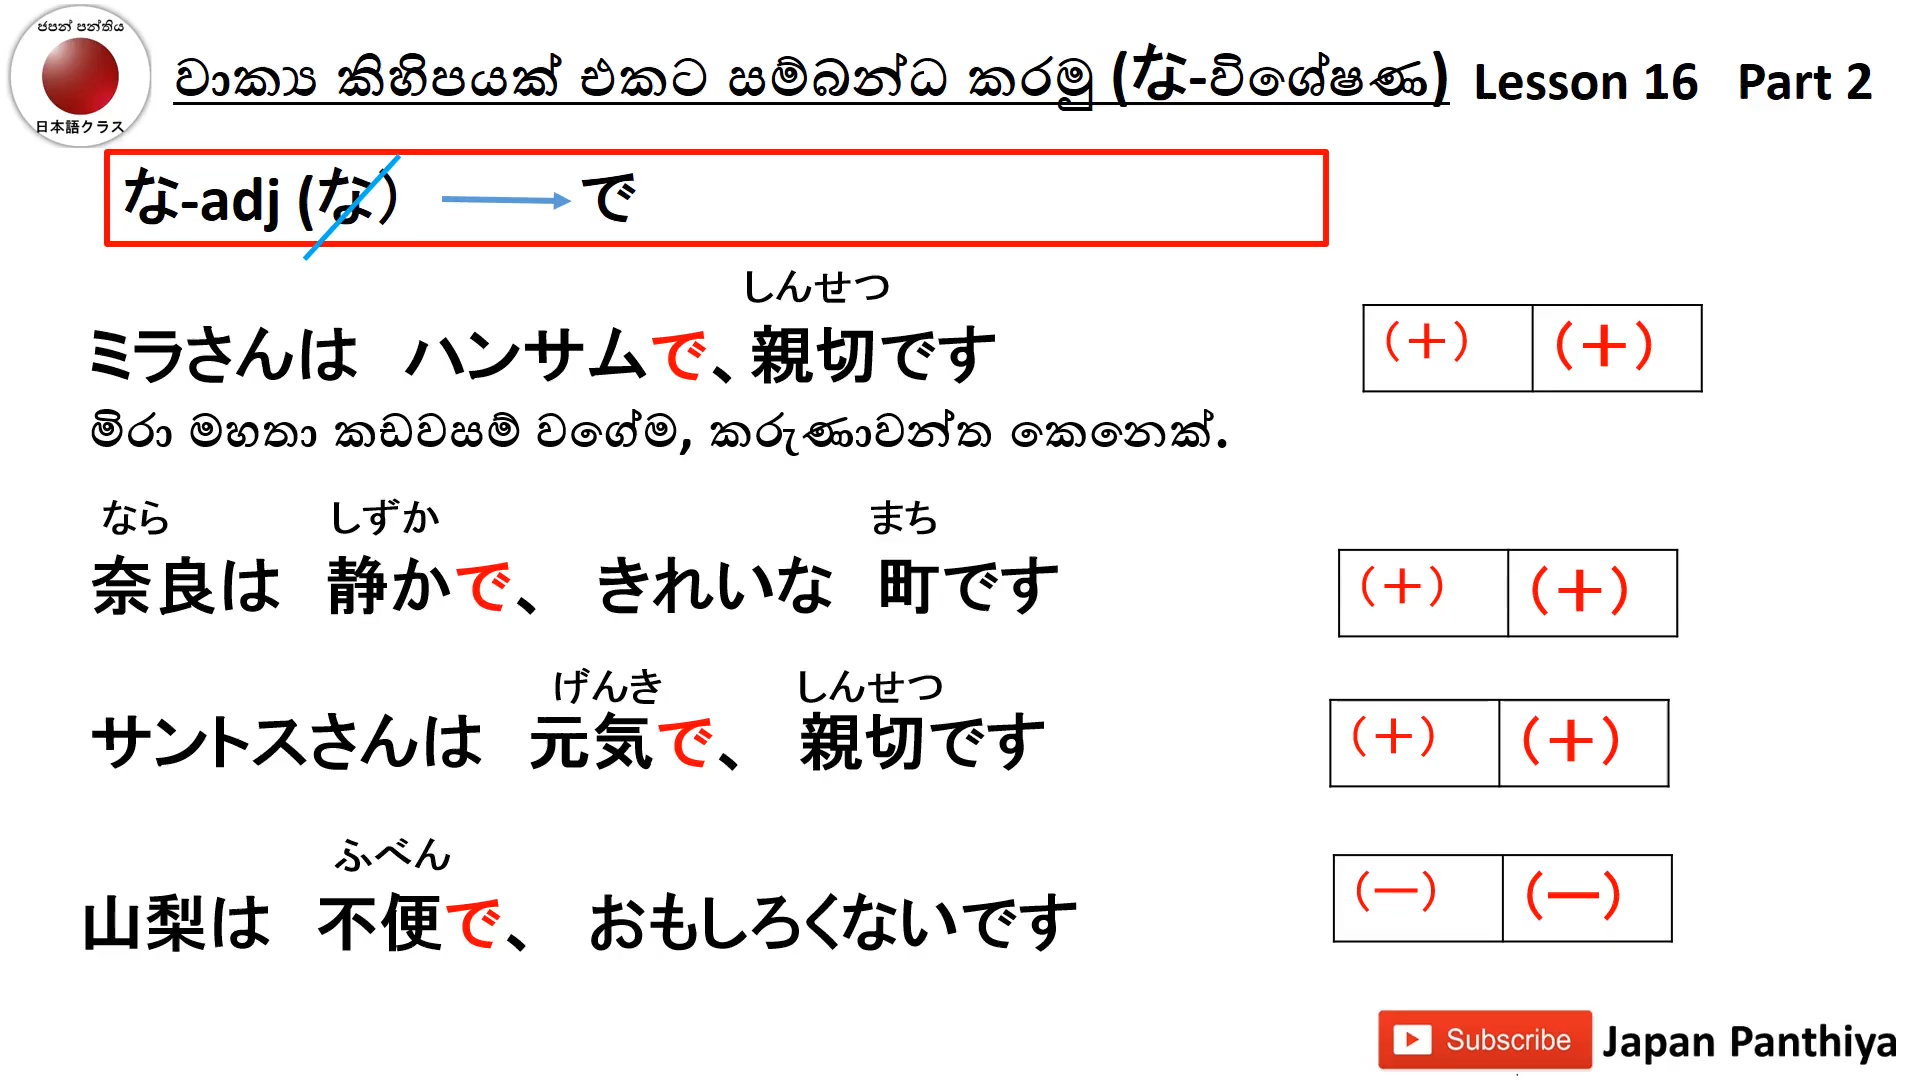 ජපන් පන්තිය
日本語クラス
වාක්‍ය කිහිපයක් එකට සම්බන්ධ කරමු (な-විශේෂණ) Lesson 16 Part 2
な-adj (な) で
しんせつ
ミラさんは ハンサムで、親切です (+) (+)
මිරා මහතා කඩවසම් වගේම, කරුණාවන්ත කෙනෙක්.
なら しずか まち
奈良は 静かで、 きれいな 町です (+) (+)
げんき しんせつ
サントスさんは 元気で、 親切です (+) (+)
ふべん
山梨は 不便で、 おもしろくないです (ー) (ー)
Subscribe Japan Panthiya